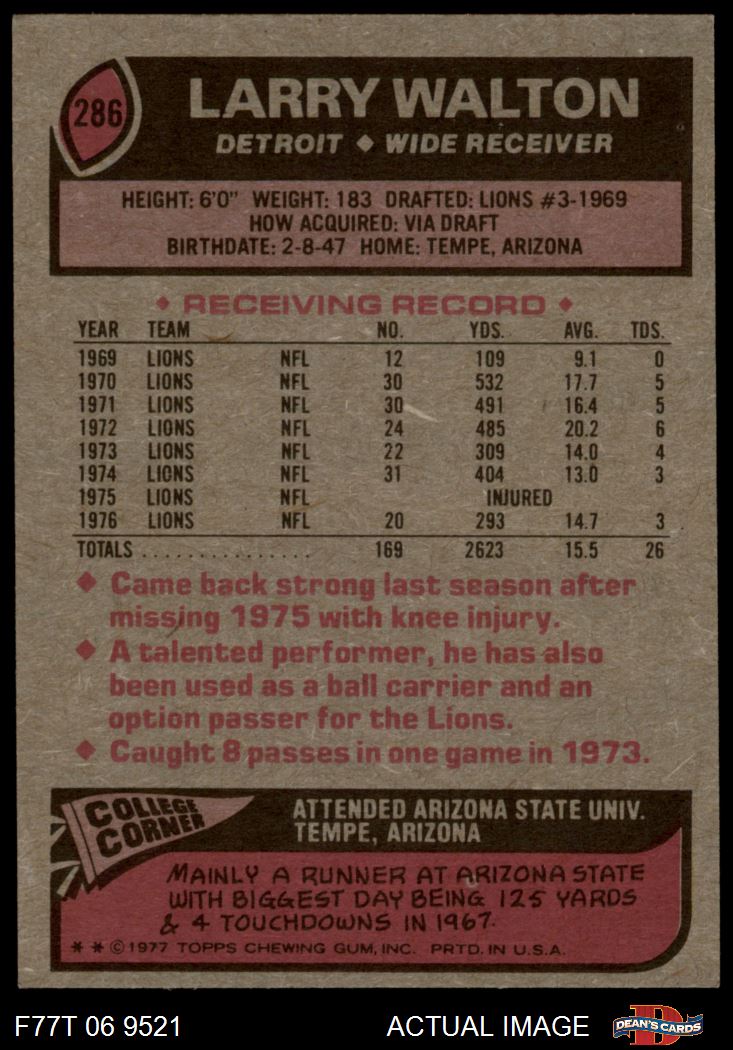 286
LARRY WALTON
DETROIT ◆ WIDE RECEIVER
HEIGHT: 6'0" WEIGHT: 183 DRAFTED: LIONS #3-1969
HOW ACQUIRED: VIA DRAFT
BIRTHDATE: 2-8-47 HOME: TEMPE, ARIZONA
◆ RECEIVING RECORD ◆
YEAR TEAM NO. YDS. AVG. TDS.
1969 LIONS NFL 12 109 9.1 0
1970 LIONS NFL 30 532 17.7 5
1971 LIONS NFL 30 491 16.4 5
1972 LIONS NFL 24 485 20.2 6
1973 LIONS NFL 22 309 14.0 4
1974 LIONS NFL 31 404 13.0 3
1975 LIONS NFL INJURED
1976 LIONS NFL 20 293 14.7 3
TOTALS ................ 169 2623 15.5 26
◆ Came back strong last season after
missing 1975 with knee injury.
◆ A talented performer, he has also
been used as a ball carrier and an
option passer for the Lions.
◆ Caught 8 passes in one game in 1973.
COLLEGE
CORNER
ATTENDED ARIZONA STATE UNIV.
TEMPE, ARIZONA
MAINLY A RUNNER AT ARIZONA STATE
WITH BIGGEST DAY BEING 125 YARDS
& 4 TOUCHDOWNS IN 1967.
* * © 1977 TOPPS CHEWING GUM, INC. PRTD. IN U.S.A.
F77T 06 9521 ACTUAL IMAGE
D
DEAN'S CARDS